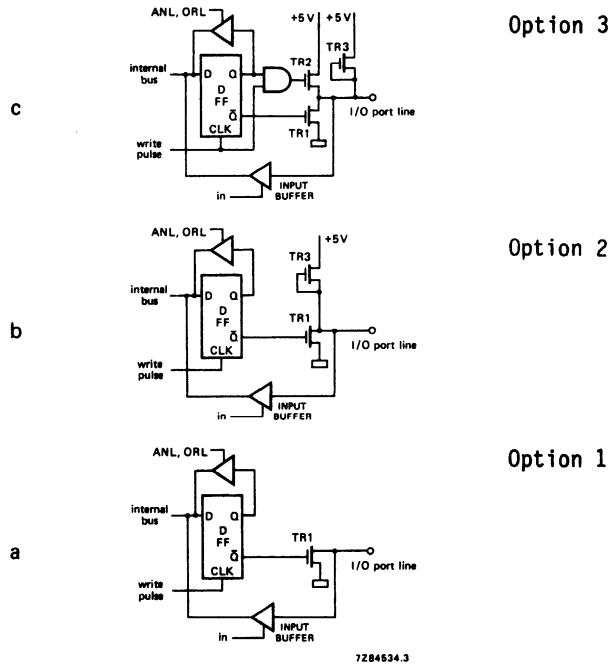 ANL, ORL
+5V +5V
Option 3
TR3
internal bus
D Q
TR2
D FF
Q̅
CLK
TR1
I/O port line
c
write pulse
INPUT BUFFER
in
ANL, ORL
+5V
Option 2
TR3
internal bus
D Q
D FF
TR1
Q̅
CLK
I/O port line
b
write pulse
INPUT BUFFER
in
ANL, ORL
Option 1
internal bus
D Q
D FF
TR1
Q̅
CLK
I/O port line
a
write pulse
INPUT BUFFER
in
7Z84534.3